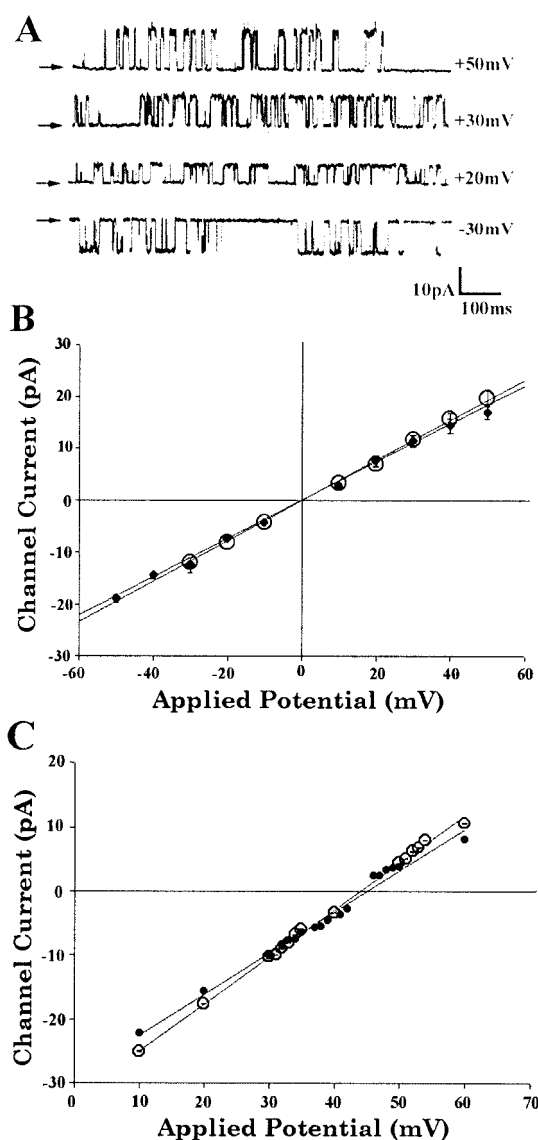 A
+50mV
+30mV
+20mV
-30mV
10pA
100ms
B
30
20
10
0
-10
-20
-30
-60
-40
-20
0
20
40
60
Channel Current (pA)
Applied Potential (mV)
C
20
10
0
-10
-20
-30
0
10
20
30
40
50
60
70
Channel Current (pA)
Applied Potential (mV)